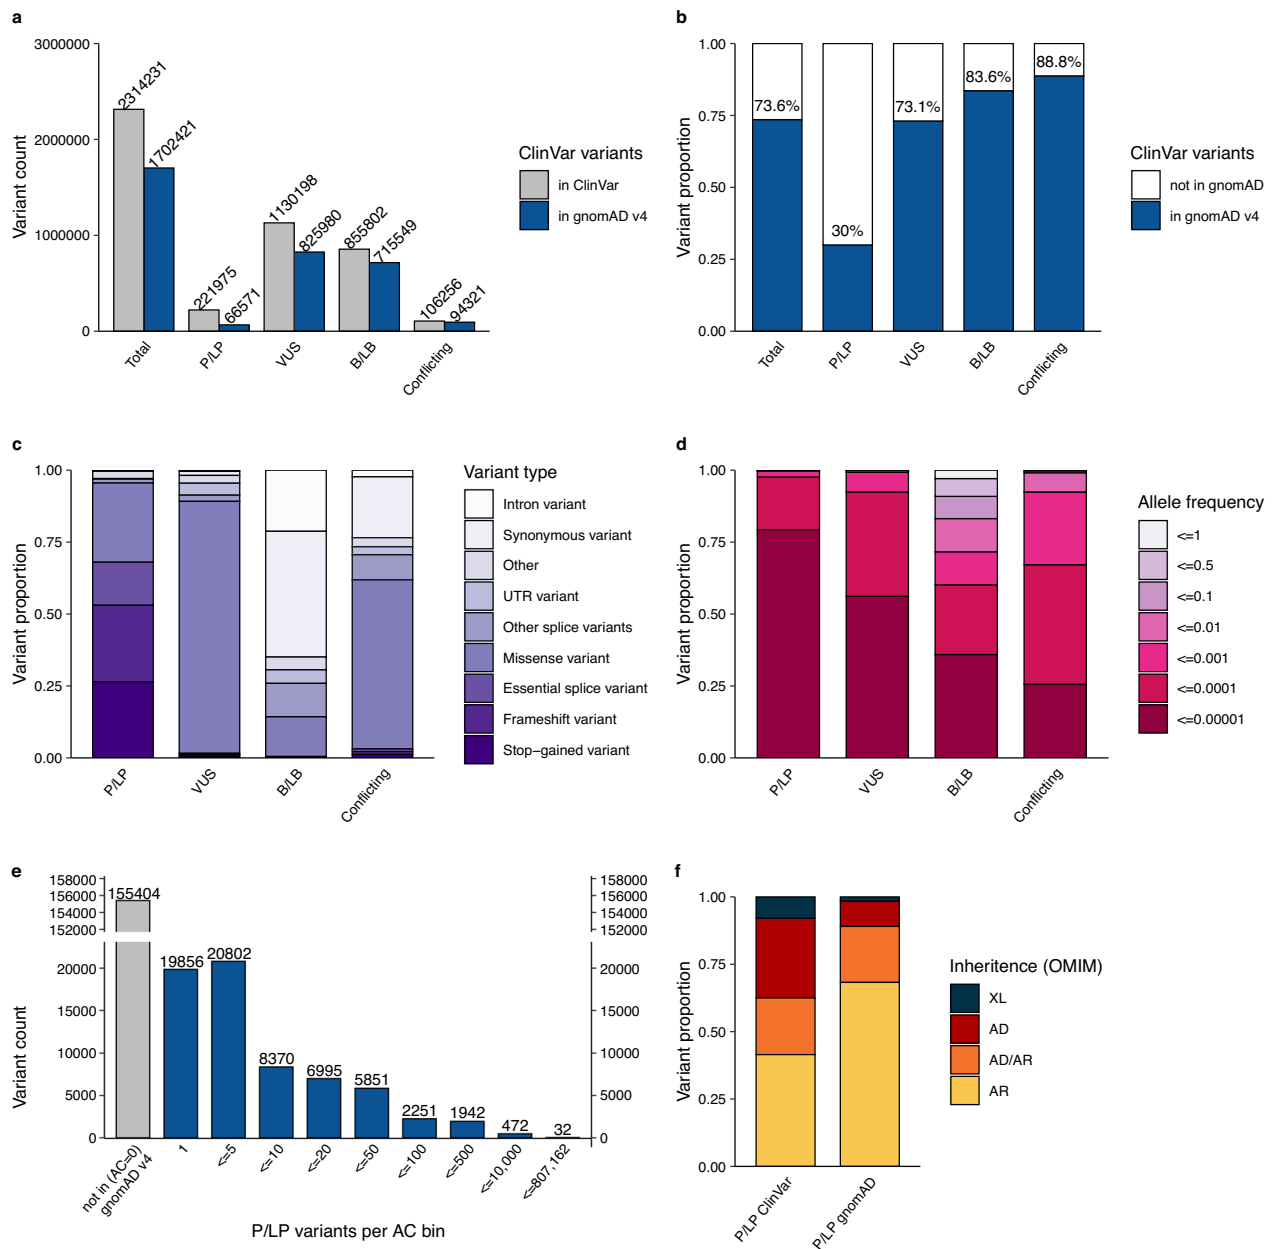 a
3000000
2000000
1000000
0
Variant count
2314231
1702421
221975
66571
1130198
825980
855802
715549
106256
94321
Total
P/LP
VUS
B/LB
Conflicting
ClinVar variants
in ClinVar
in gnomAD v4
b
1.00
0.75
0.50
0.25
0.00
Variant proportion
73.6%
30%
73.1%
83.6%
88.8%
Total
P/LP
VUS
B/LB
Conflicting
ClinVar variants
not in gnomAD
in gnomAD v4
c
1.00
0.75
0.50
0.25
0.00
Variant proportion
P/LP
VUS
B/LB
Conflicting
Variant type
Intron variant
Synonymous variant
Other
UTR variant
Other splice variants
Missense variant
Essential splice variant
Frameshift variant
Stop−gained variant
d
1.00
0.75
0.50
0.25
0.00
Variant proportion
P/LP
VUS
B/LB
Conflicting
Allele frequency
<=1
<=0.5
<=0.1
<=0.01
<=0.001
<=0.0001
<=0.00001
e
158000
156000
154000
152000
20000
15000
10000
5000
0
Variant count
155404
19856
20802
8370
6995
5851
2251
1942
472
32
158000
156000
154000
152000
20000
15000
10000
5000
0
not in (AC=0)
gnomAD v4
1
<=5
<=10
<=20
<=50
<=100
<=500
<=10,000
<=807,162
P/LP variants per AC bin
f
1.00
0.75
0.50
0.25
0.00
Variant proportion
P/LP ClinVar
P/LP gnomAD
Inheritence (OMIM)
XL
AD
AD/AR
AR